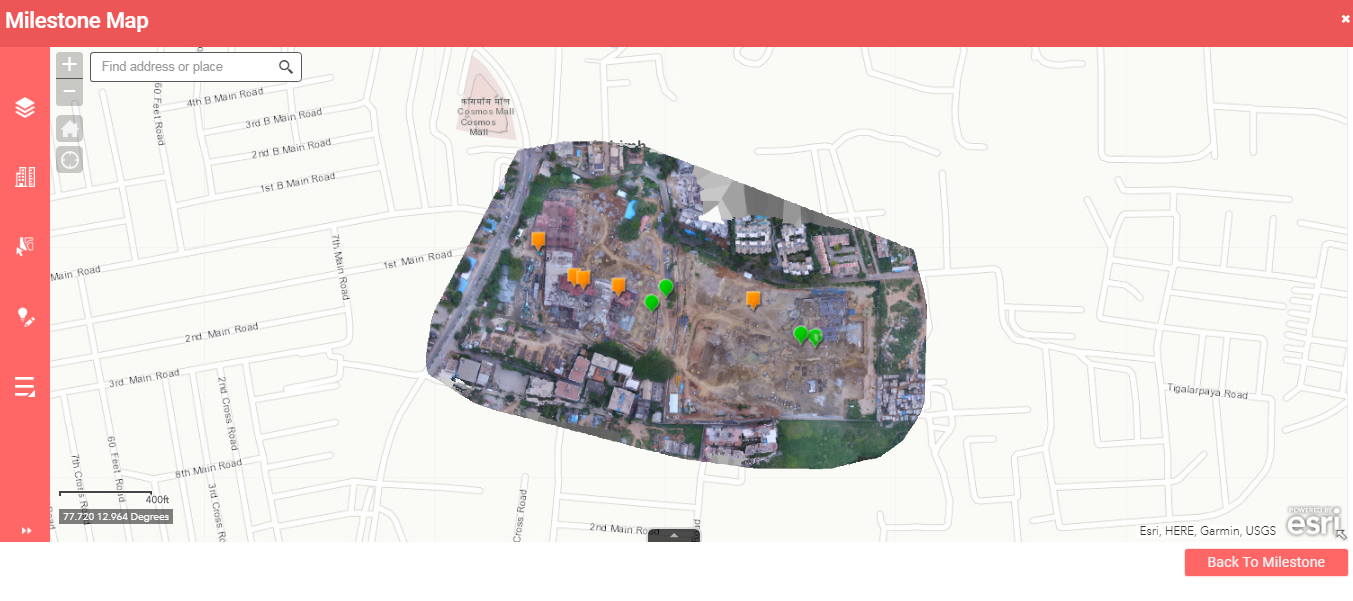 Milestone Map
Find address or place
60 Feet Road
4th B Main Road
3rd B Main Road
2nd B Main Road
1st B Main Road
कॉसमॉस मॉल
Cosmos Mall
Cosmos
Mall
Main Road
7th Main Road
1st Main Road
2nd Main Road
3rd Main Road
2nd Cross Road
Tigalarpaya Road
60 Feet Road
8th Main Road
7th Cross
3rd Cross
Cross Road
2nd Main
400ft
77.720 12.964 Degrees
POWERED BY
esri
Esri, HERE, Garmin, USGS
Back To Milestone